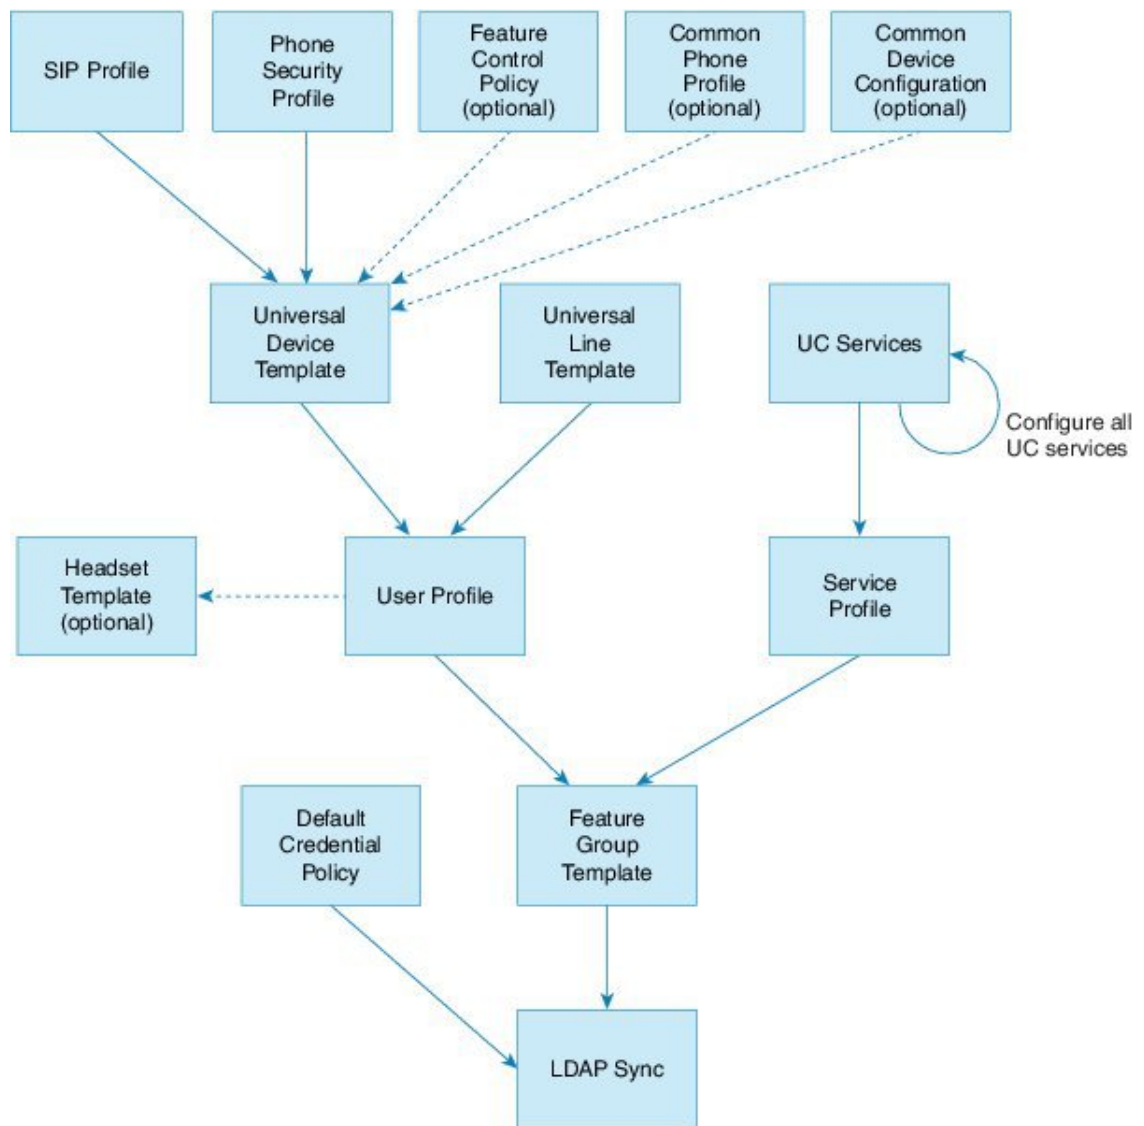 SIP Profile
Phone
Security
Profile
Feature
Control
Policy
(optional)
Common
Phone
Profile
(optional)
Common
Device
Configuration
(optional)
Universal
Device
Template
Universal
Line
Template
UC Services
Configure all
UC services
Headset
Template
(optional)
User Profile
Service
Profile
Default
Credential
Policy
Feature
Group
Template
LDAP Sync